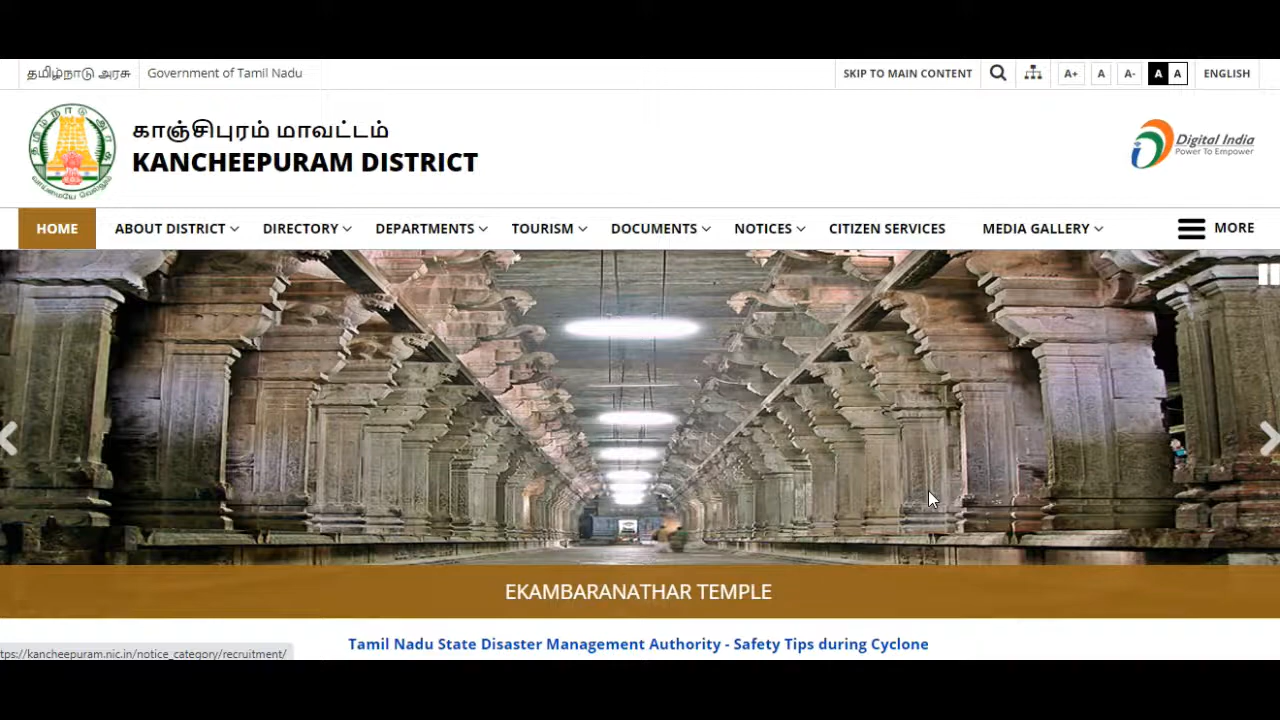 தமிழ்நாடு அரசு
Government of Tamil Nadu
SKIP TO MAIN CONTENT
A+
A
A-
A
A
ENGLISH
காஞ்சிபுரம் மாவட்டம்
KANCHEEPURAM DISTRICT
Digital India
Power To Empower
HOME
ABOUT DISTRICT
DIRECTORY
DEPARTMENTS
TOURISM
DOCUMENTS
NOTICES
CITIZEN SERVICES
MEDIA GALLERY
MORE
EKAMBARANATHAR TEMPLE
Tamil Nadu State Disaster Management Authority - Safety Tips during Cyclone
tps://kancheepuram.nic.in/notice_category/recruitment/